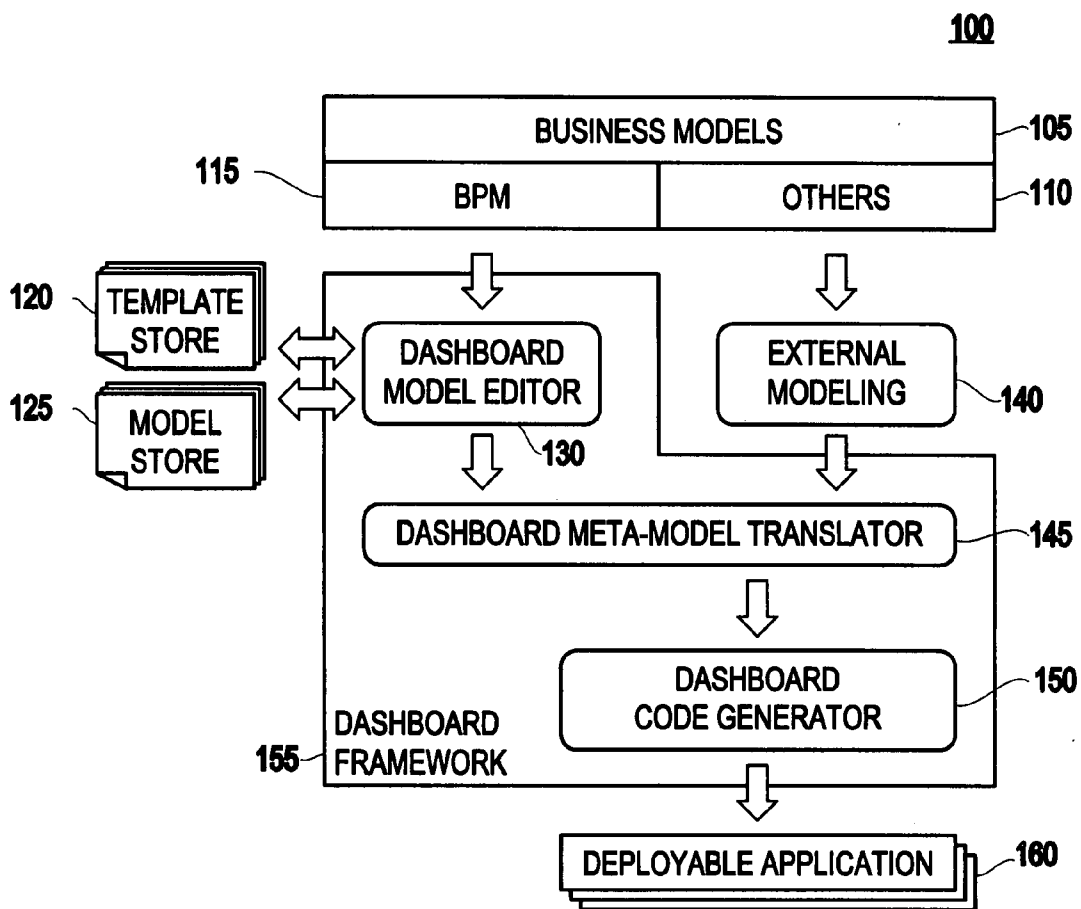 100
BUSINESS MODELS
105
115
BPM
OTHERS
110
120
TEMPLATE
STORE
DASHBOARD
MODEL EDITOR
EXTERNAL
MODELING
140
125
MODEL
STORE
130
DASHBOARD META-MODEL TRANSLATOR
145
DASHBOARD
CODE GENERATOR
150
DASHBOARD
FRAMEWORK
155
DEPLOYABLE APPLICATION
160